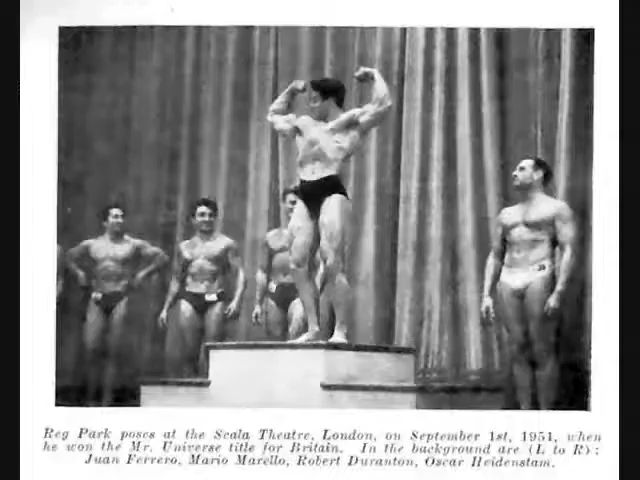 Reg Park poses at the Scala Theatre, London, on September 1st, 1951, when
he won the Mr. Universe title for Britain. In the background are (L to R):
Juan Ferrero, Mario Marello, Robert Duranton, Oscar Heidenstam.